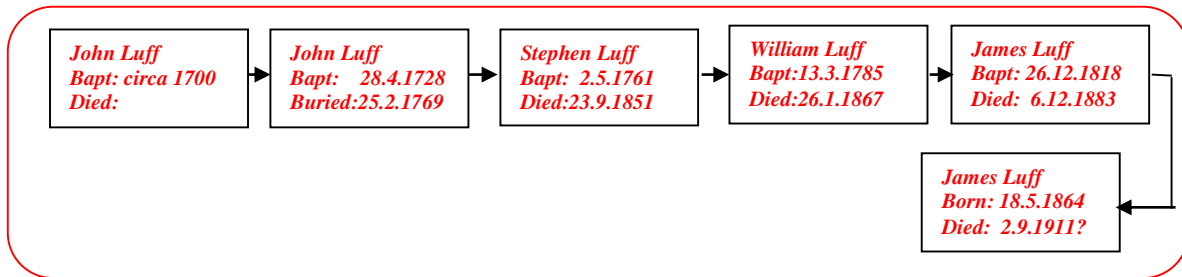 John Luff
Bapt: circa 1700
Died:
John Luff
Bapt: 28.4.1728
Buried:25.2.1769
Stephen Luff
Bapt: 2.5.1761
Died:23.9.1851
William Luff
Bapt:13.3.1785
Died:26.1.1867
James Luff
Bapt: 26.12.1818
Died: 6.12.1883
James Luff
Born: 18.5.1864
Died: 2.9.1911?